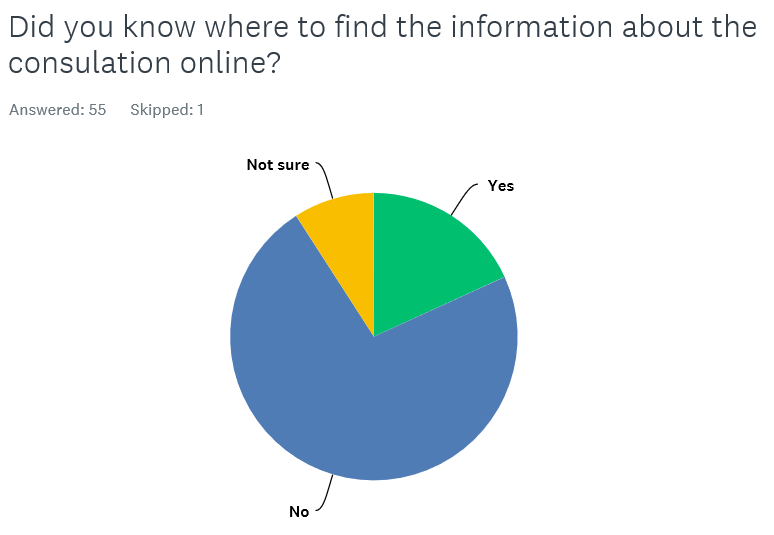 Did you know where to find the information about the
consulation online?
Answered: 55 Skipped: 1
Not sure
Yes
No